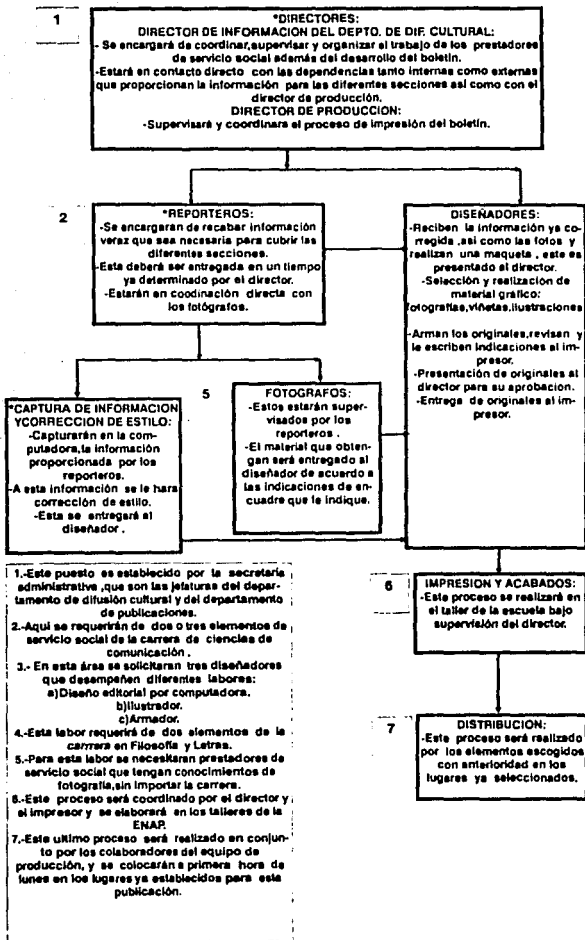 1
*DIRECTORES:
DIRECTOR DE INFORMACION DEL DEPTO. DE DIF. CULTURAL:
- Se encargará de coordinar,supervisar y organizar el trabajo de los prestadores
de servicio social además del desarrollo del boletín.
-Estará en contacto directo con las dependencias tanto internas como externas
que proporcionan la información para las diferentes secciones asi como con el
director de producción.
DIRECTOR DE PRODUCCION:
-Supervisará y coordinara el proceso de impresión del boletín.
2
*REPORTEROS:
-Se encargaran de recabar información
veraz que sea necesaria para cubrir las
diferentes secciones.
-Esta deberá ser entregada en un tiempo
ya determinado por el director.
-Estarán en coodinación directa con
los fotógrafos.
DISEÑADORES:
-Reciben la información ya co-
rregida ,asi como las fotos y
realizan una maqueta , este es
presentado al director.
-Selección y realización de
material gráfico:
fotografias,viñetas,ilustraciones
-Arman los originales,revisan y
le escriben indicaciones al im-
presor.
-Presentación de originales al
director para su aprobación.
-Entrega de originales al im-
presor.
*CAPTURA DE INFORMACION
YCORRECCION DE ESTILO:
-Capturarán en la com-
putadora,la información
proporcionada por los
reporteros.
-A esta información se le hara
corrección de estilo.
-Esta se entregará al
diseñador .
5
FOTOGRAFOS:
-Estos estarán super-
visados por los
reporteros .
-El material que obten-
gan será entregado al
diseñador de acuerdo a
las indicaciones de en-
cuadre que le indique.
6
IMPRESION Y ACABADOS:
-Este proceso se realizará en
el taller de la escuela bajo
supervisión del director.
7
DISTRIBUCION:
-Este proceso será realizado
por los elementos escogidos
con anterioridad en los
lugares ya seleccionados.
1.-Este puesto es establecido por la secretaría
administrativa ,que son las jefaturas del depar-
tamento de difusión cultural y del departamento
de publicaciones.
2.-Aqui se requerirán de dos o tres elementos de
servicio social de la carrera de ciencias de
comunicación .
3.- En esta área se solicitaran tres diseñadores
que desempeñen diferentes labores:
a)Diseño editorial por computadora.
b)Ilustrador.
c)Armador.
4.-Esta labor requerirá de dos elementos de la
carrera en Filosofía y Letras.
5.-Para esta labor se necesitaran prestadores de
servicio social que tengan conocimientos de
fotografia,sin importar la carrera.
6.-Este proceso será coordinado por el director y
el impresor y se elaborará en los talleres de la
ENAP.
7.-Este ultimo proceso será realizado en conjun-
to por los colaboradores del equipo de
producción, y se colocarán a primera hora de
lunes en los lugares ya establecidos para esta
publicación.